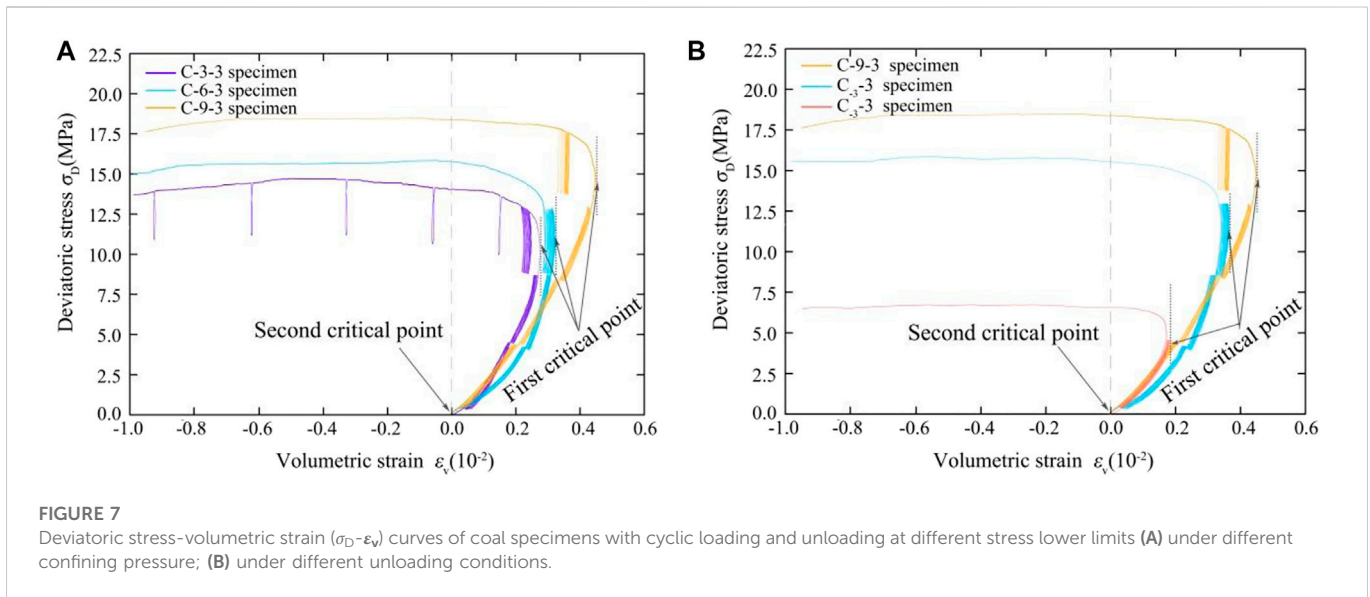 A
22.5
20.0
17.5
15.0
12.5
10.0
7.5
5.0
2.5
0.0
Deviatoric stress σD(MPa)
C-3-3 specimen
C-6-3 specimen
C-9-3 specimen
Second critical point
First critical point
-1.0 -0.8 -0.6 -0.4 -0.2 0.0 0.2 0.4 0.6
Volumetric strain εv(10-2)
B
22.5
20.0
17.5
15.0
12.5
10.0
7.5
5.0
2.5
0.0
Deviatoric stress σD(MPa)
C-9-3 specimen
C-3-3 specimen
C-3-3 specimen
Second critical point
First critical point
-1.0 -0.8 -0.6 -0.4 -0.2 0.0 0.2 0.4 0.6
Volumetric strain εv(10-2)
FIGURE 7
Deviatoric stress-volumetric strain (σD-εv) curves of coal specimens with cyclic loading and unloading at different stress lower limits (A) under different
confining pressure; (B) under different unloading conditions.